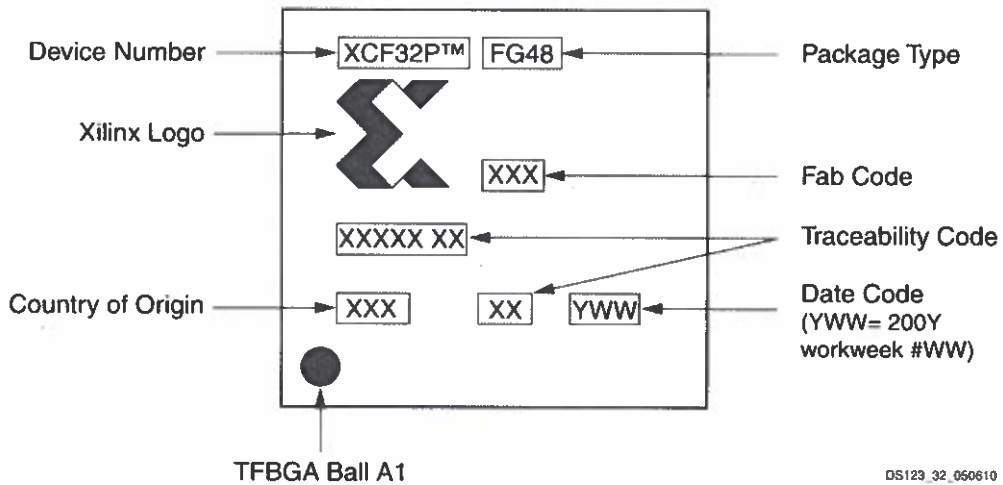 Device Number
XCF32P™
FG48
Package Type
Xilinx Logo
XXX
Fab Code
XXXXX XX
Traceability Code
Country of Origin
XXX
XX
YWW
Date Code
(YWW= 200Y
workweek #WW)
TFBGA Ball A1
DS123_32_050610